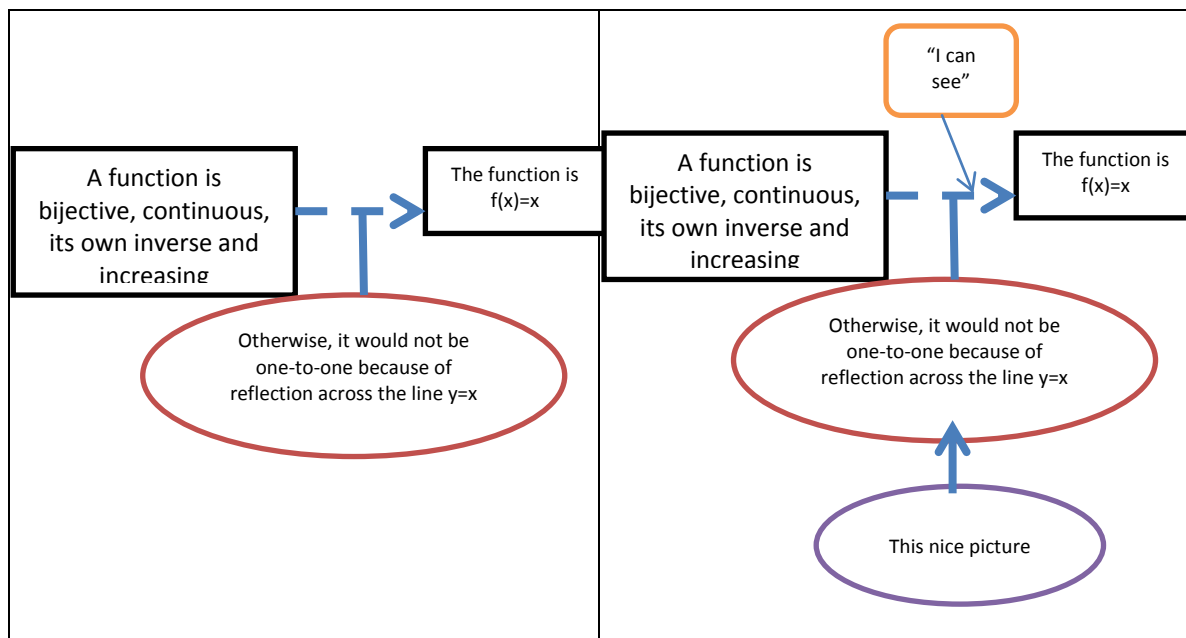 A function is
bijective, continuous,
its own inverse and
increasing
The function is
f(x)=x
Otherwise, it would not be
one-to-one because of
reflection across the line y=x
“I can
see”
A function is
bijective, continuous,
its own inverse and
increasing
The function is
f(x)=x
Otherwise, it would not be
one-to-one because of
reflection across the line y=x
This nice picture